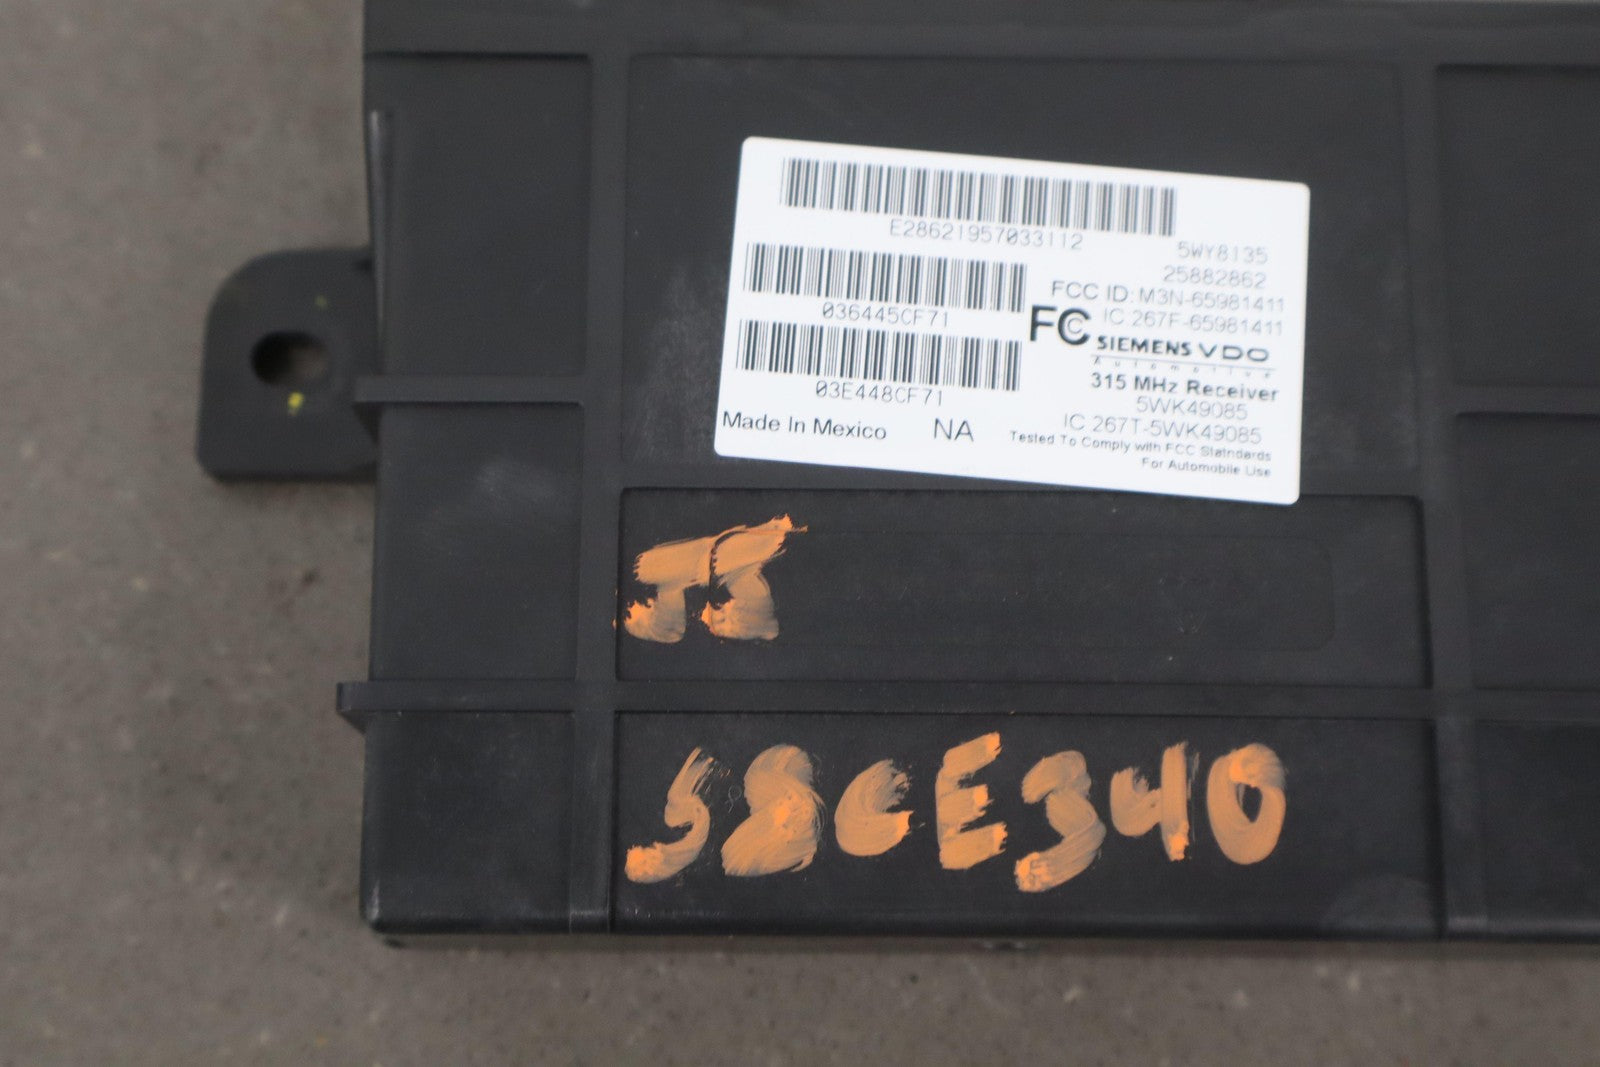 E28621957033112
5WY8135
25882862
FCC ID: M3N-65981411
IC 267F-65981411
036445CF71
FC
SIEMENS VDO
Automotive
315 MHz Receiver
5WK49085
03E448CF71
IC 267T-5WK49085
Made In Mexico
NA
Tested To Comply with FCC Statndards
For Automobile Use
JJ
S8CE340